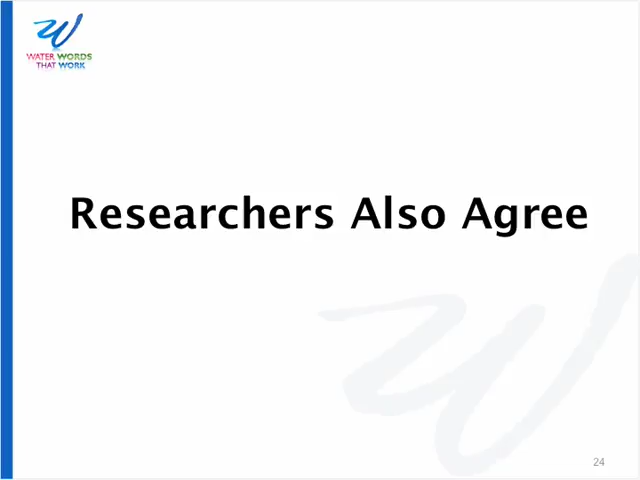 W
WATER WORDS
THAT WORK
Researchers Also Agree
24